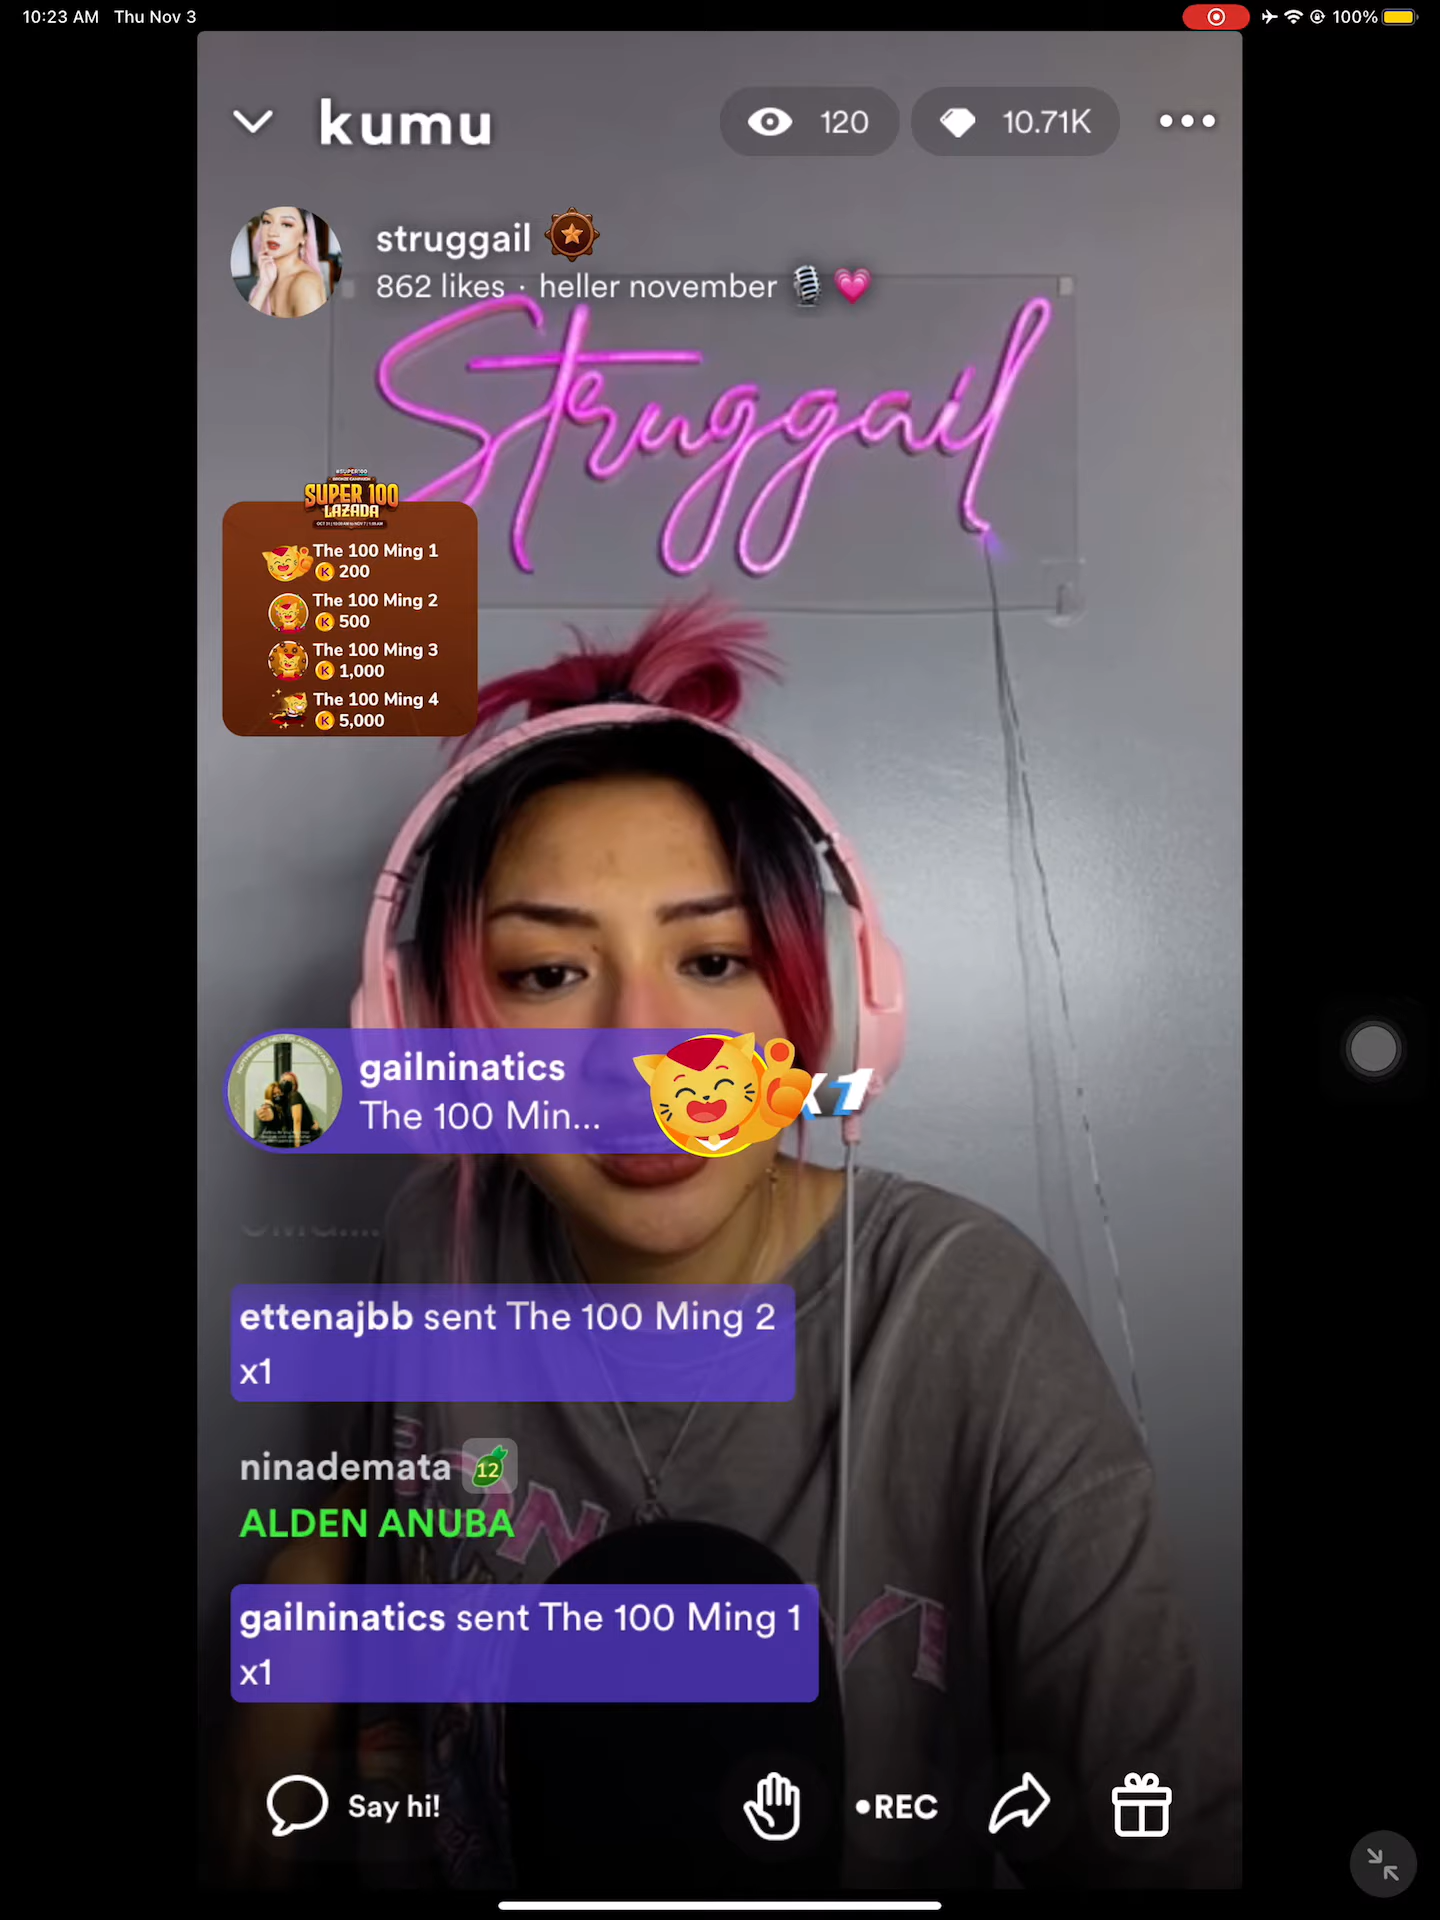 10:23 AM Thu Nov 3
100%
kumu
120
10.71K
struggail
862 likes · heller november 🎙💗
Struggail
#SUPER100
BRONZE CAMPAIGN
SUPER 100
LAZADA
The 100 Ming 1
K 200
The 100 Ming 2
K 500
The 100 Ming 3
K 1,000
The 100 Ming 4
K 5,000
gailninatics
The 100 Min...
X1
ettenajbb sent The 100 Ming 2
x1
ninademata 12
ALDEN ANUBA
gailninatics sent The 100 Ming 1
x1
Say hi!
•REC